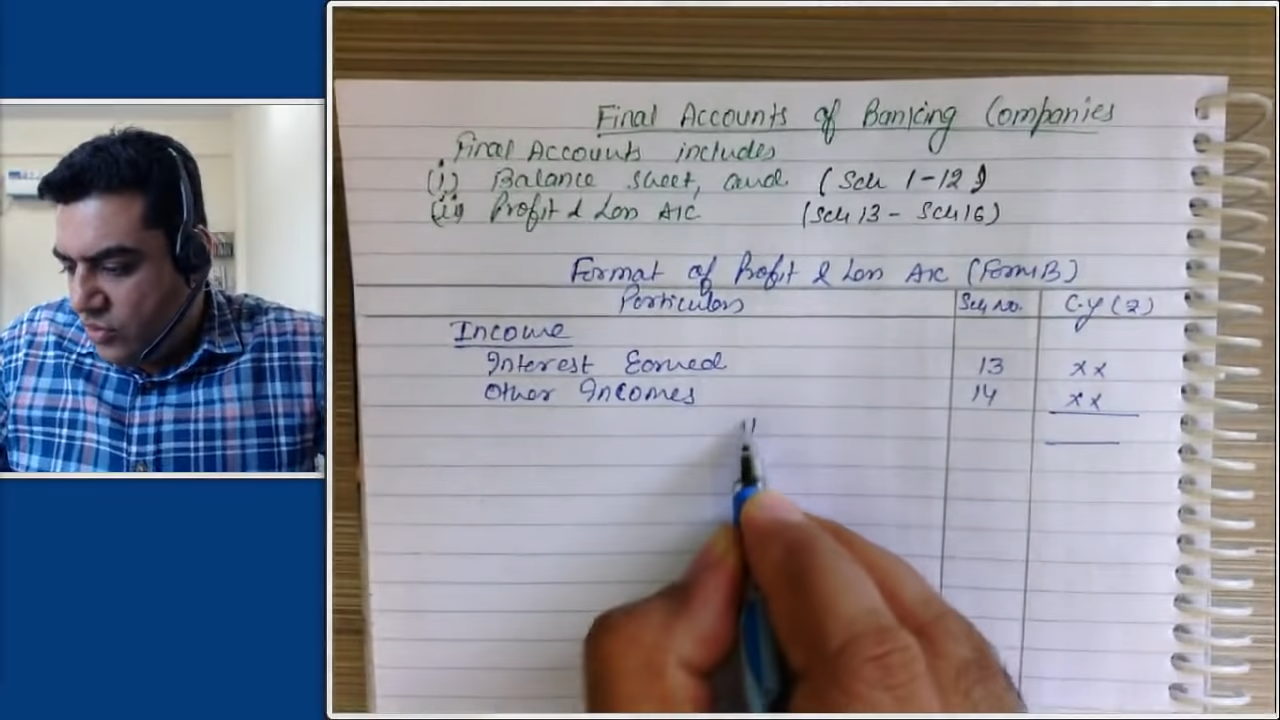 Final Accounts of Banking Companies
Final Accounts includes
(i) Balance Sheet, and (Sch 1-12)
(ii) Profit & Loss A/C (Sch 13 - Sch 16)
Format of Profit & Loss A/C (Form B)
Particulars Sch No. C.Y (₹)
Income
Interest Earned 13 xx
Other Incomes 14 xx